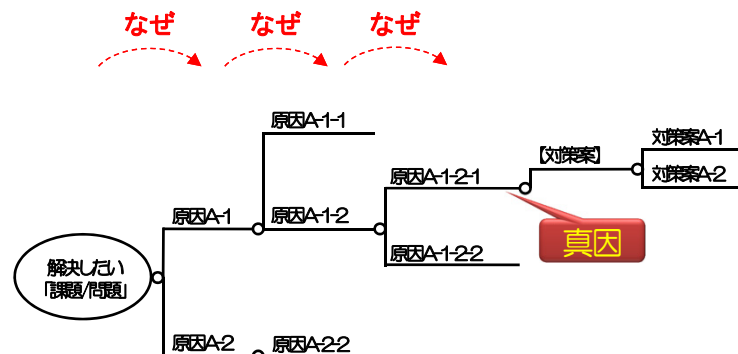 なぜ なぜ なぜ
原因A-1-1
対策案A-1
【対策案】
対策案A-2
原因A-1-2-1
原因A-1
原因A-1-2
真因
原因A-1-2-2
解決したい
「課題/問題」
原因A-2
原因A-2-2